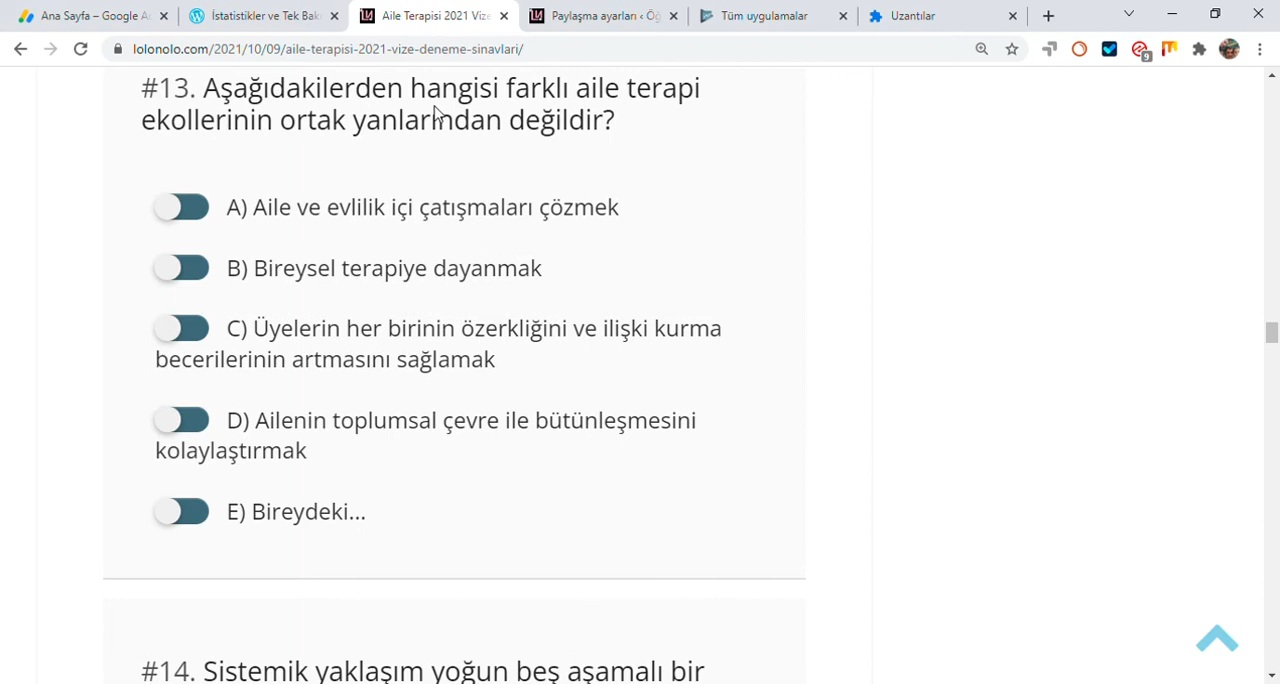 Ana Sayfa – Google A
İstatistikler ve Tek Bak
Aile Terapisi 2021 Vize
Paylaşma ayarları ‹ Öğ
Tüm uygulamalar
Uzantılar
lolonolo.com/2021/10/09/aile-terapisi-2021-vize-deneme-sinavlari/
9
#13. Aşağıdakilerden hangisi farklı aile terapi
ekollerinin ortak yanlarından değildir?
A) Aile ve evlilik içi çatışmaları çözmek
B) Bireysel terapiye dayanmak
C) Üyelerin her birinin özerkliğini ve ilişki kurma
becerilerinin artmasını sağlamak
D) Ailenin toplumsal çevre ile bütünleşmesini
kolaylaştırmak
E) Bireydeki...
#14. Sistemik yaklaşım yoğun beş aşamalı bir